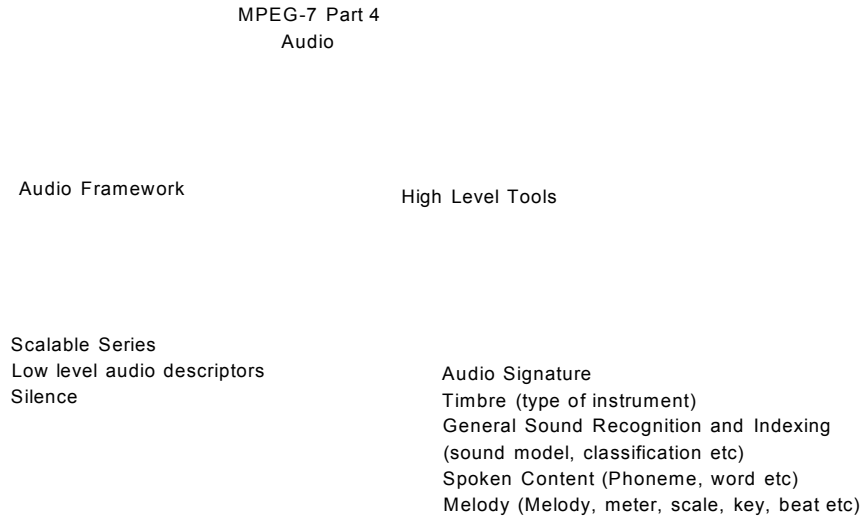 MPEG-7 Part 4
Audio
Audio Framework
High Level Tools
Scalable Series
Low level audio descriptors
Silence
Audio Signature
Timbre (type of instrument)
General Sound Recognition and Indexing
(sound model, classification etc)
Spoken Content (Phoneme, word etc)
Melody (Melody, meter, scale, key, beat etc)